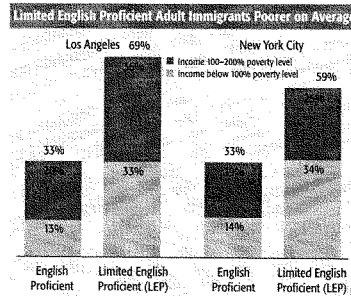 Limited English Proficient Adult Immigrants Poorer on Average
Los Angeles
New York City
69%
Income 100–200% poverty level
Income below 100% poverty level
59%
33%
33%
33%
34%
13%
14%
English
Proficient
Limited English
Proficient (LEP)
English
Proficient
Limited English
Proficient (LEP)